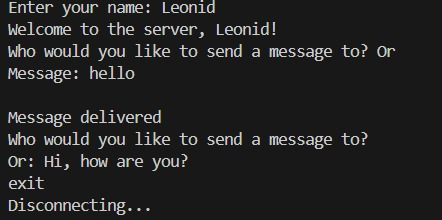 Enter your name: Leonid
Welcome to the server, Leonid!
Who would you like to send a message to? Or
Message: hello
Message delivered
Who would you like to send a message to?
Or: Hi, how are you?
exit
Disconnecting...